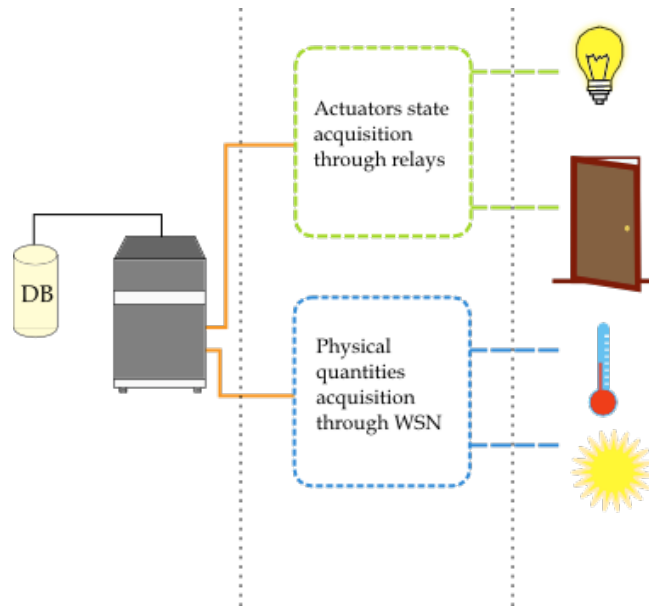 Actuators state
acquisition
through relays
DB
Physical
quantities
acquisition
through WSN